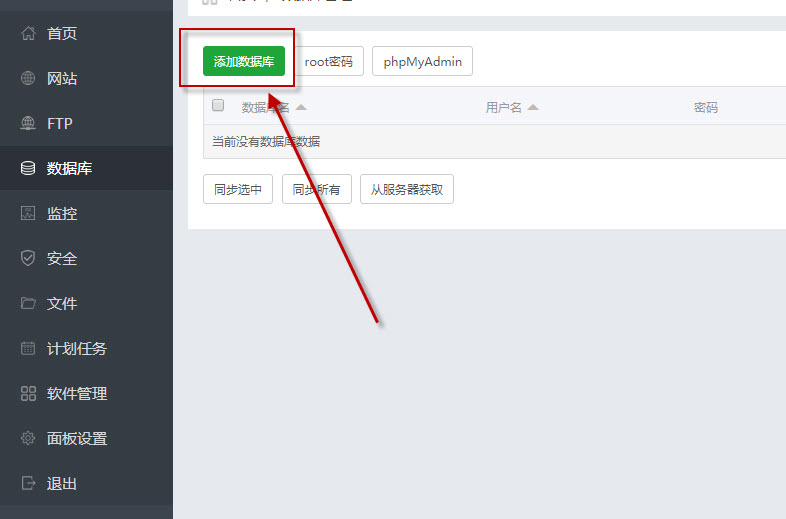 首页
网站
FTP
数据库
监控
安全
文件
计划任务
软件管理
面板设置
退出
添加数据库 root密码 phpMyAdmin
数据库名 用户名 密码
当前没有数据库数据
同步选中 同步所有 从服务器获取